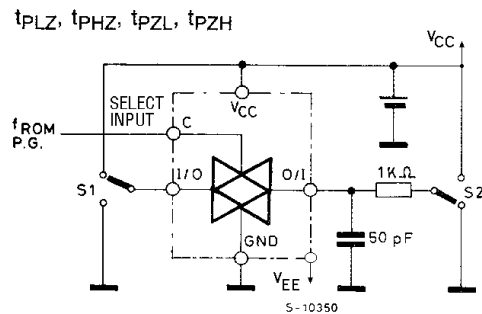 tPLZ, tPHZ, tPZL, tPZH
VCC
SELECT
INPUT
VCC
fROM
P.G.
C
I/O
O/I
1KΩ
S1
S2
GND
50 pF
VEE
S-10350